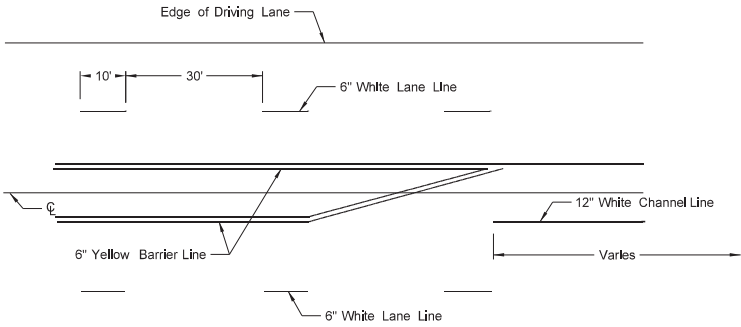 Edge of Driving Lane
10'
30'
6" White Lane Line
℄
12" White Channel Line
6" Yellow Barrier Line
Varies
6" White Lane Line